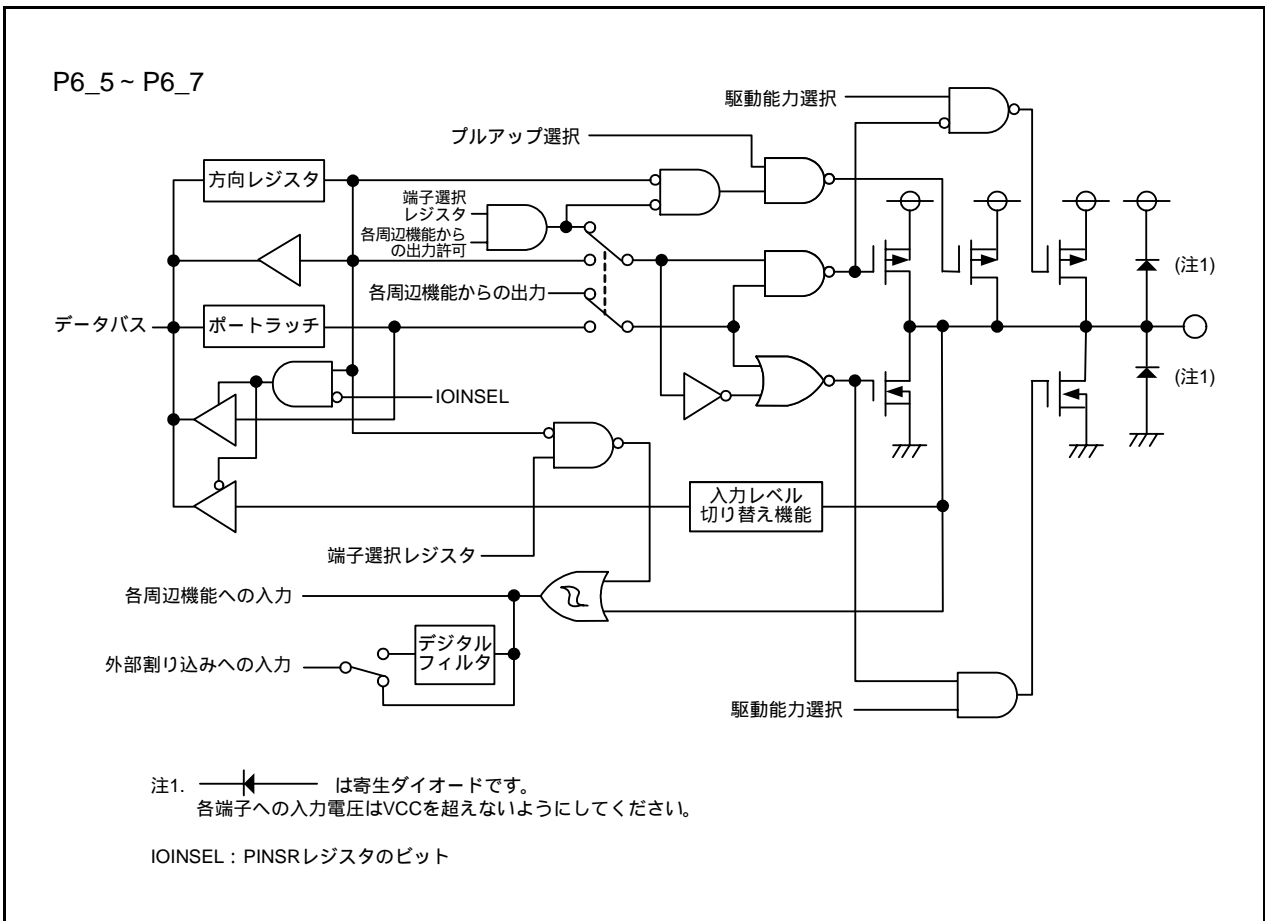 P6_5 ~ P6_7
駆動能力選択
プルアップ選択
方向レジスタ
端子選択
レジスタ
各周辺機能から
の出力許可
(注1)
各周辺機能からの出力
データバス
ポートラッチ
(注1)
IOINSEL
入力レベル
切り替え機能
端子選択レジスタ
各周辺機能への入力
デジタル
フィルタ
外部割り込みへの入力
駆動能力選択
注1. は寄生ダイオードです。
各端子への入力電圧はVCCを超えないようにしてください。
IOINSEL：PINSRレジスタのビット